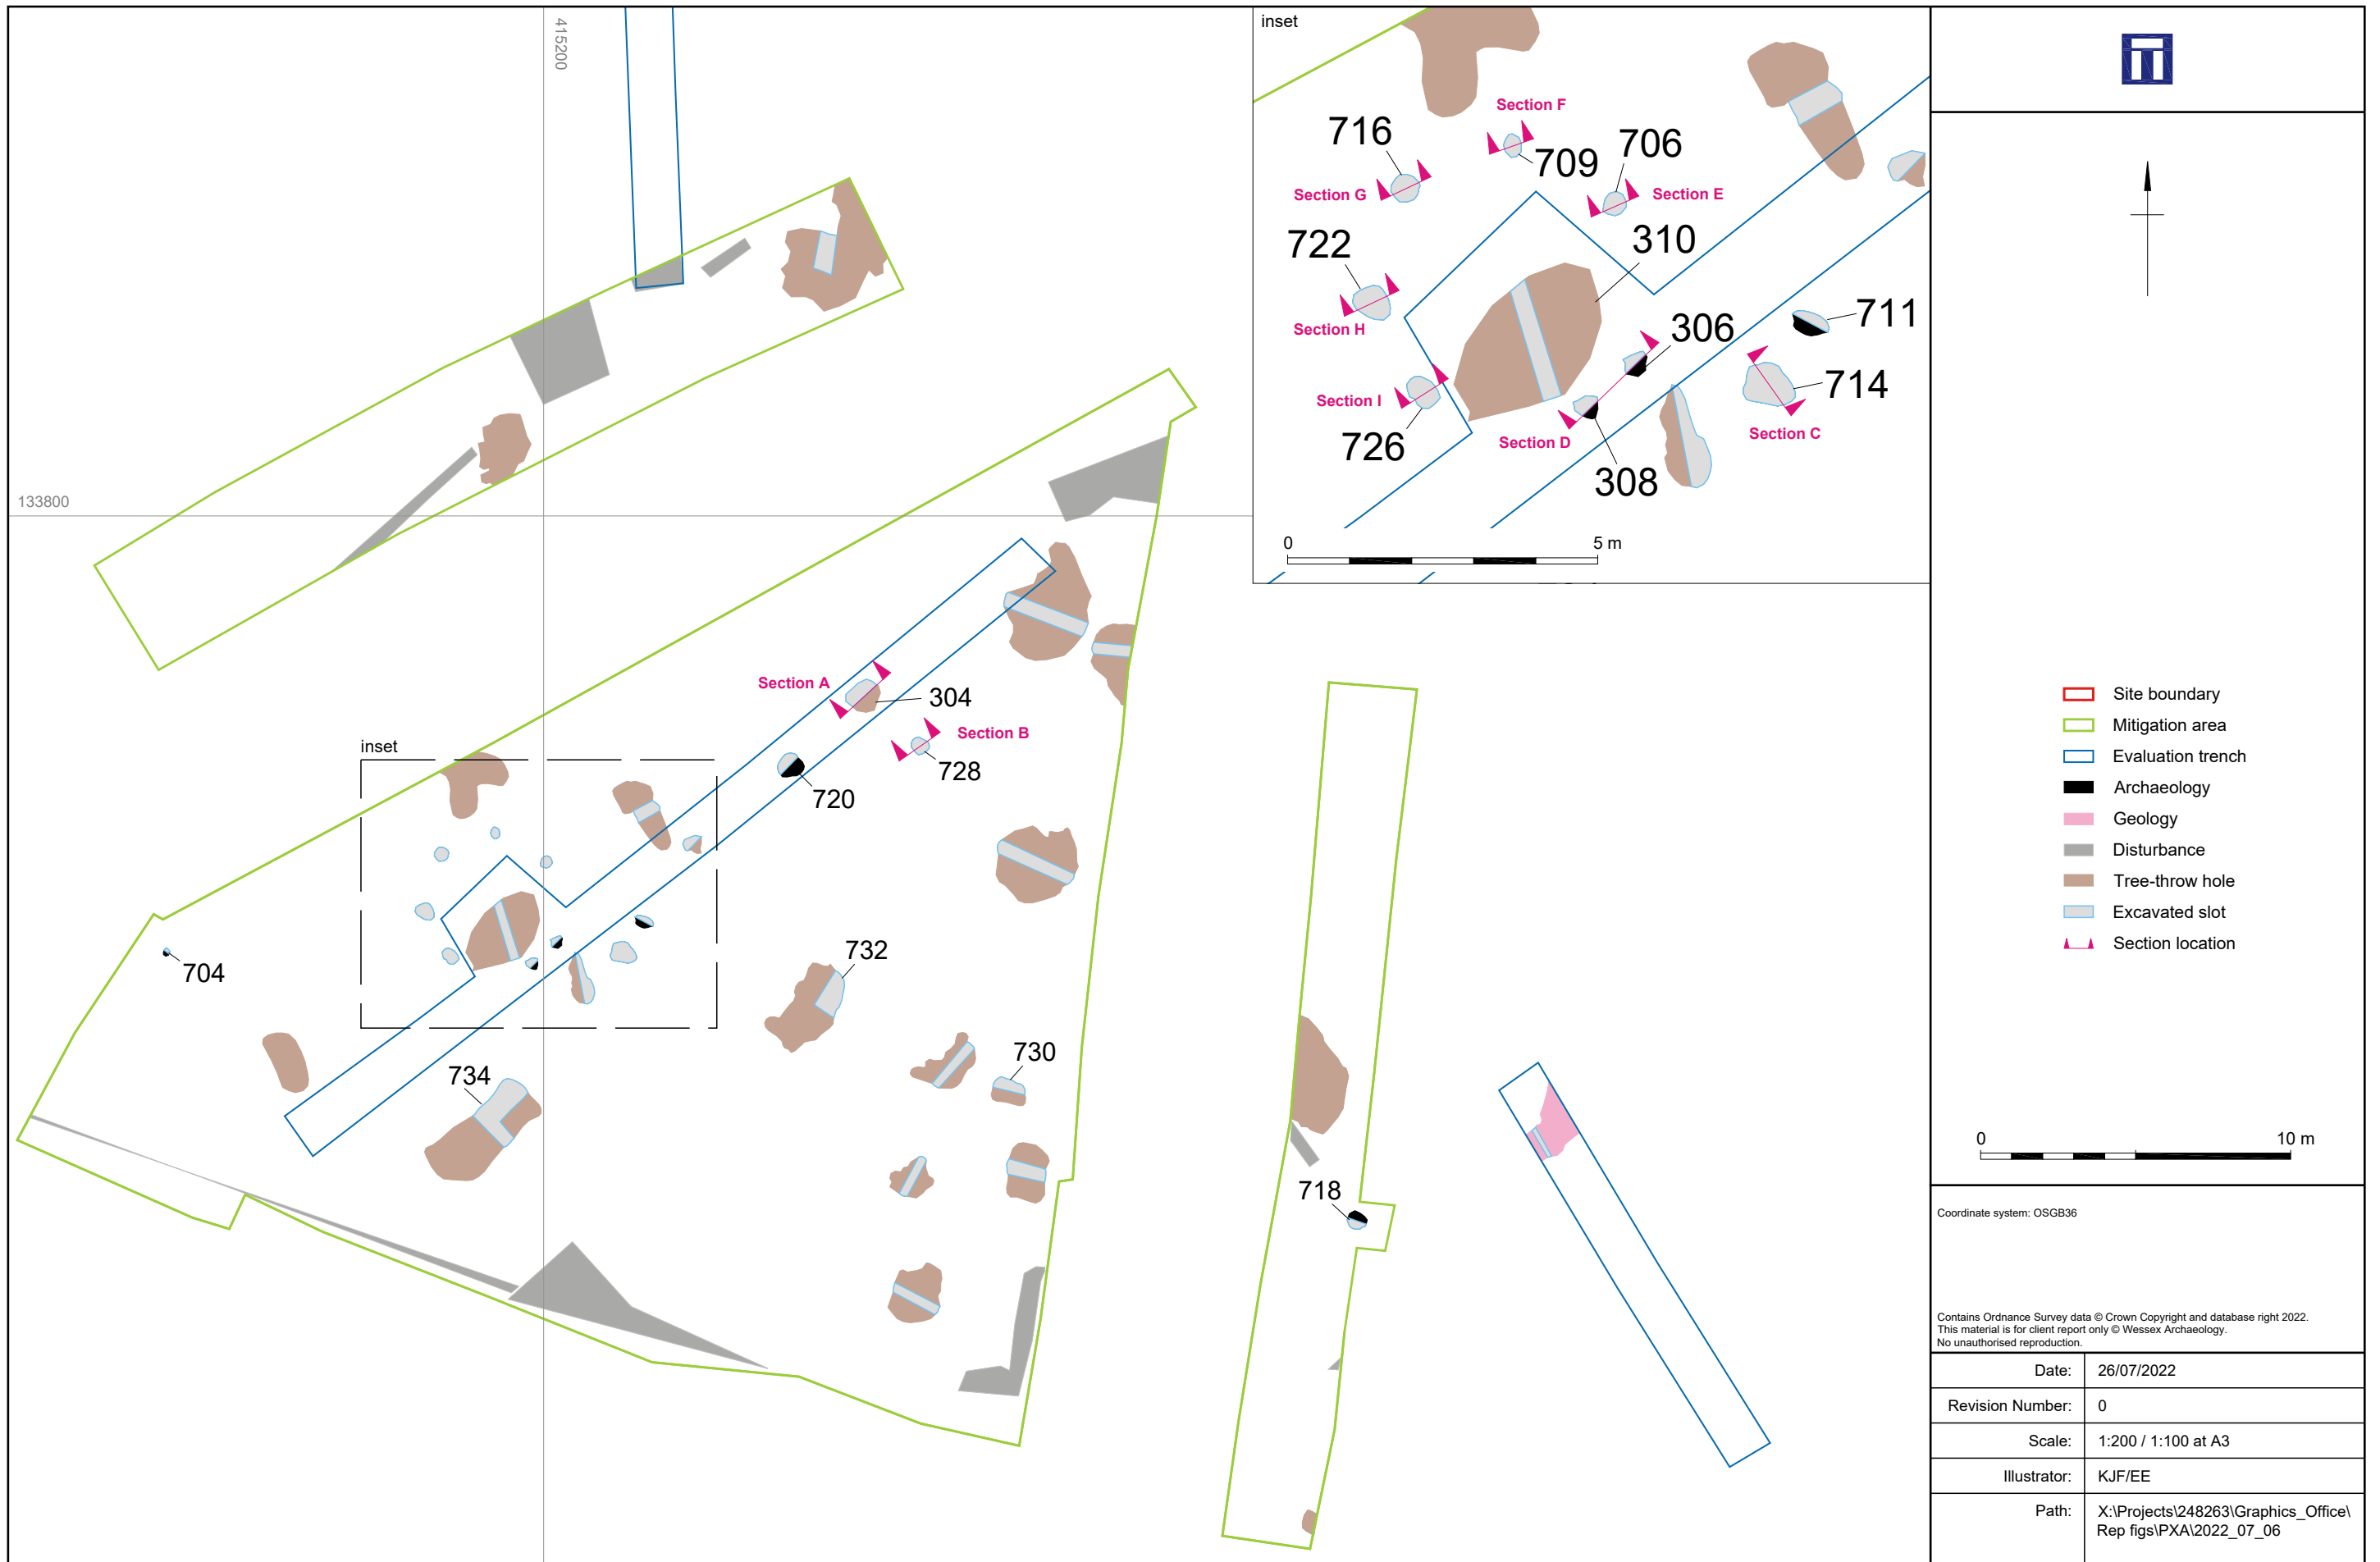 415200
133800
inset
Section F
716
706
709
Section G
Section E
722
310
711
306
Section H
714
Section I
726
Section D
Section C
308
0
5 m
Section A
304
Section B
inset
728
720
732
704
730
734
718
Site boundary
Mitigation area
Evaluation trench
Archaeology
Geology
Disturbance
Tree-throw hole
Excavated slot
Section location
0
10 m
Coordinate system: OSGB36
Contains Ordnance Survey data © Crown Copyright and database right 2022.
This material is for client report only © Wessex Archaeology.
No unauthorised reproduction.
Date: 26/07/2022
Revision Number: 0
Scale: 1:200 / 1:100 at A3
Illustrator: KJF/EE
Path: X:\Projects\248263\Graphics_Office\
Rep figs\PXA\2022_07_06